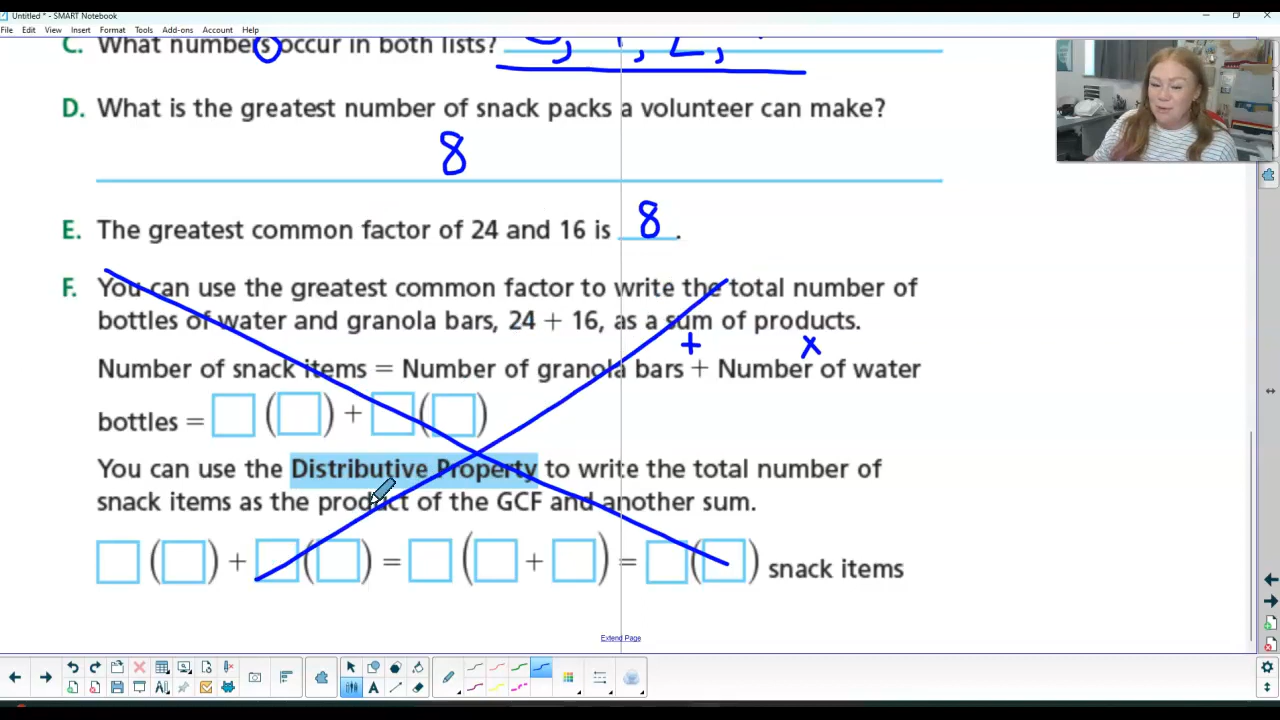 Untitled * - SMART Notebook
File Edit View Insert Format Tools Add-ons Account Help
C. What numbers occur in both lists?
D. What is the greatest number of snack packs a volunteer can make?
8
E. The greatest common factor of 24 and 16 is 8.
F. You can use the greatest common factor to write the total number of
bottles of water and granola bars, 24 + 16, as a sum of products.
+ x
Number of snack items = Number of granola bars + Number of water
bottles = ( ) + ( )
You can use the Distributive Property to write the total number of
snack items as the product of the GCF and another sum.
( ) + ( ) = ( + ) = ( ) snack items
Extend Page